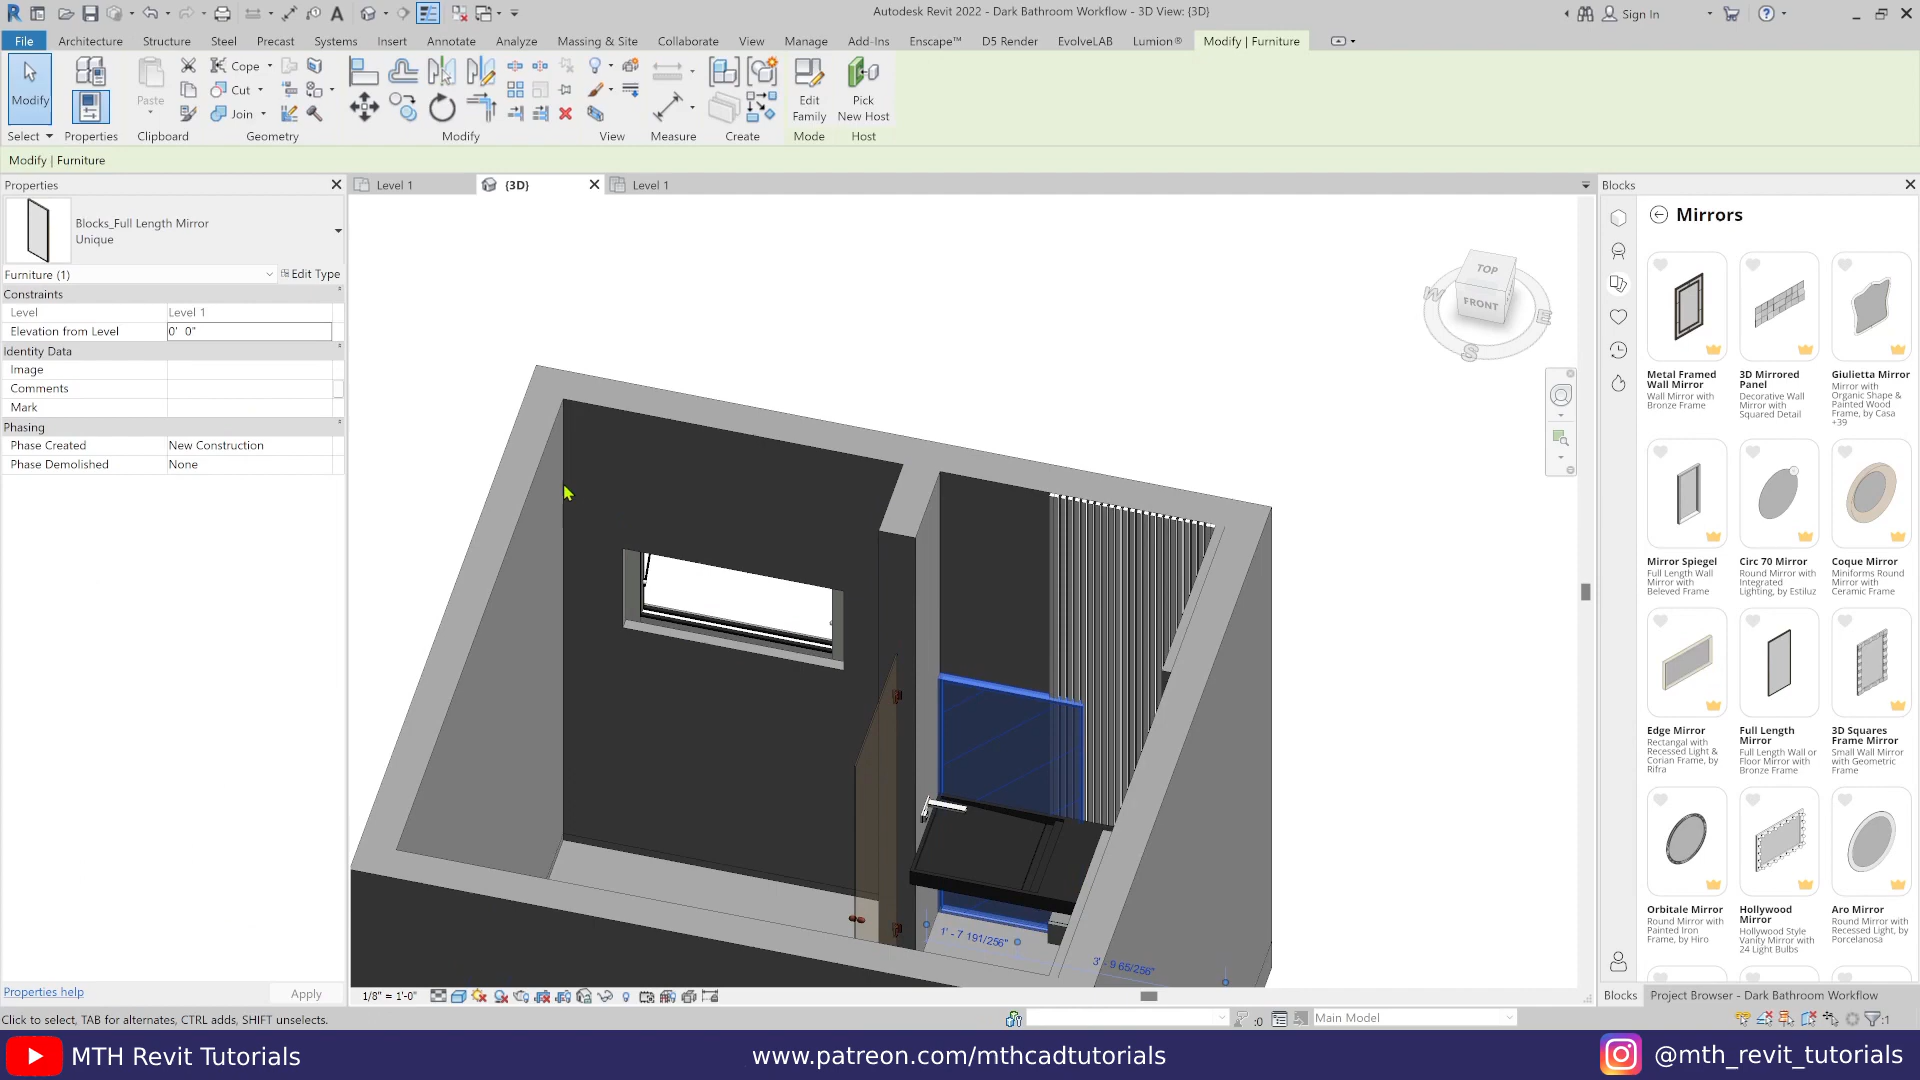 Autodesk Revit 2022 - Dark Bathroom Workflow - 3D View: {3D}
Sign In
File Architecture Structure Steel Precast Systems Insert Annotate Analyze Massing & Site Collaborate View Manage Add-Ins Enscape™ D5 Render EvolveLAB Lumion® Modify | Furniture
Modify Paste Cope Cut Join Edit Family Pick New Host
Select Properties Clipboard Geometry Modify View Measure Create Mode Host
Modify | Furniture
Properties
Level 1
{3D}
Level 1
Blocks
Blocks_Full Length Mirror
Unique
Furniture (1)
Edit Type
Constraints
Level Level 1
Elevation from Level 0' 0"
Identity Data
Image
Comments
Mark
Phasing
Phase Created New Construction
Phase Demolished None
TOP
FRONT
W
S
E
1' - 7 191/256"
3' - 9 65/256"
Mirrors
Metal Framed Wall Mirror
Wall Mirror with Bronze Frame
3D Mirrored Panel
Decorative Wall Mirror with Squared Detail
Giulietta Mirror
Mirror with Organic Shape & Painted Wood Frame, by Casa +39
Mirror Spiegel
Full Length Wall Mirror with Beleved Frame
Circ 70 Mirror
Round Mirror with Integrated Lighting, by Estiluz
Coque Mirror
Miniforms Round Mirror with Ceramic Frame
Edge Mirror
Rectangal with Recessed Light & Corian Frame, by Rifra
Full Length Mirror
Full Length Wall or Floor Mirror with Bronze Frame
3D Squares Frame Mirror
Small Wall Mirror with Geometric Frame
Orbitale Mirror
Round Mirror with Painted Iron Frame, by Hiro
Hollywood Mirror
Hollywood Style Vanity Mirror with 24 Light Bulbs
Aro Mirror
Round Mirror with Recessed Light, by Porcelanosa
Properties help
Apply
1/8" = 1'-0"
Blocks
Project Browser - Dark Bathroom Workflow
Click to select, TAB for alternates, CTRL adds, SHIFT unselects.
:0
Main Model
:1
MTH Revit Tutorials
www.patreon.com/mthcadtutorials
@mth_revit_tutorials